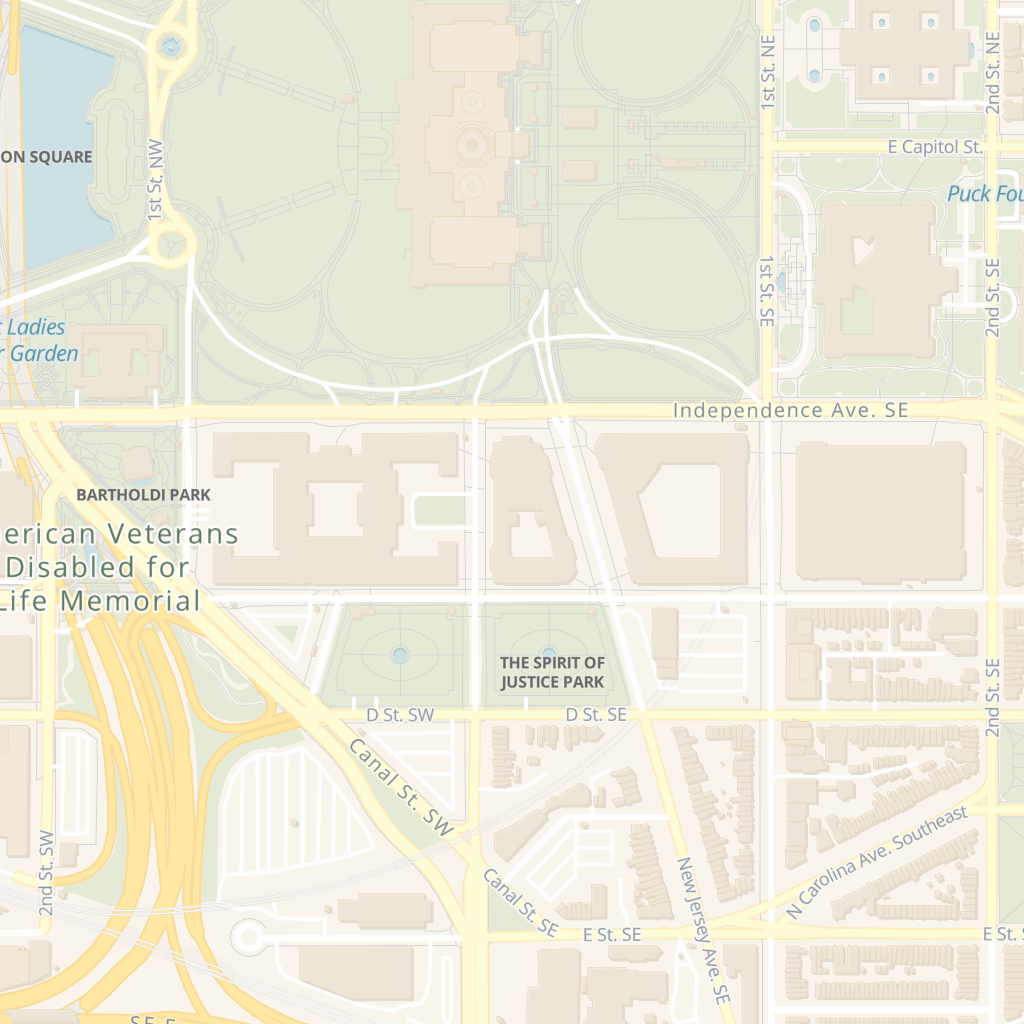 1st St. NE
2nd St. NE
E Capitol St.
ON SQUARE
1st St. NW
Puck Fou
1st St. SE
2nd St. SE
t Ladies
r Garden
Independence Ave. SE
BARTHOLDI PARK
erican Veterans
Disabled for
Life Memorial
THE SPIRIT OF
JUSTICE PARK
2nd St. SE
D St. SW
D St. SE
Canal St. SW
2nd St. SW
N Carolina Ave. Southeast
New Jersey Ave. SE
Canal St. SE
E St. SE
E St. S